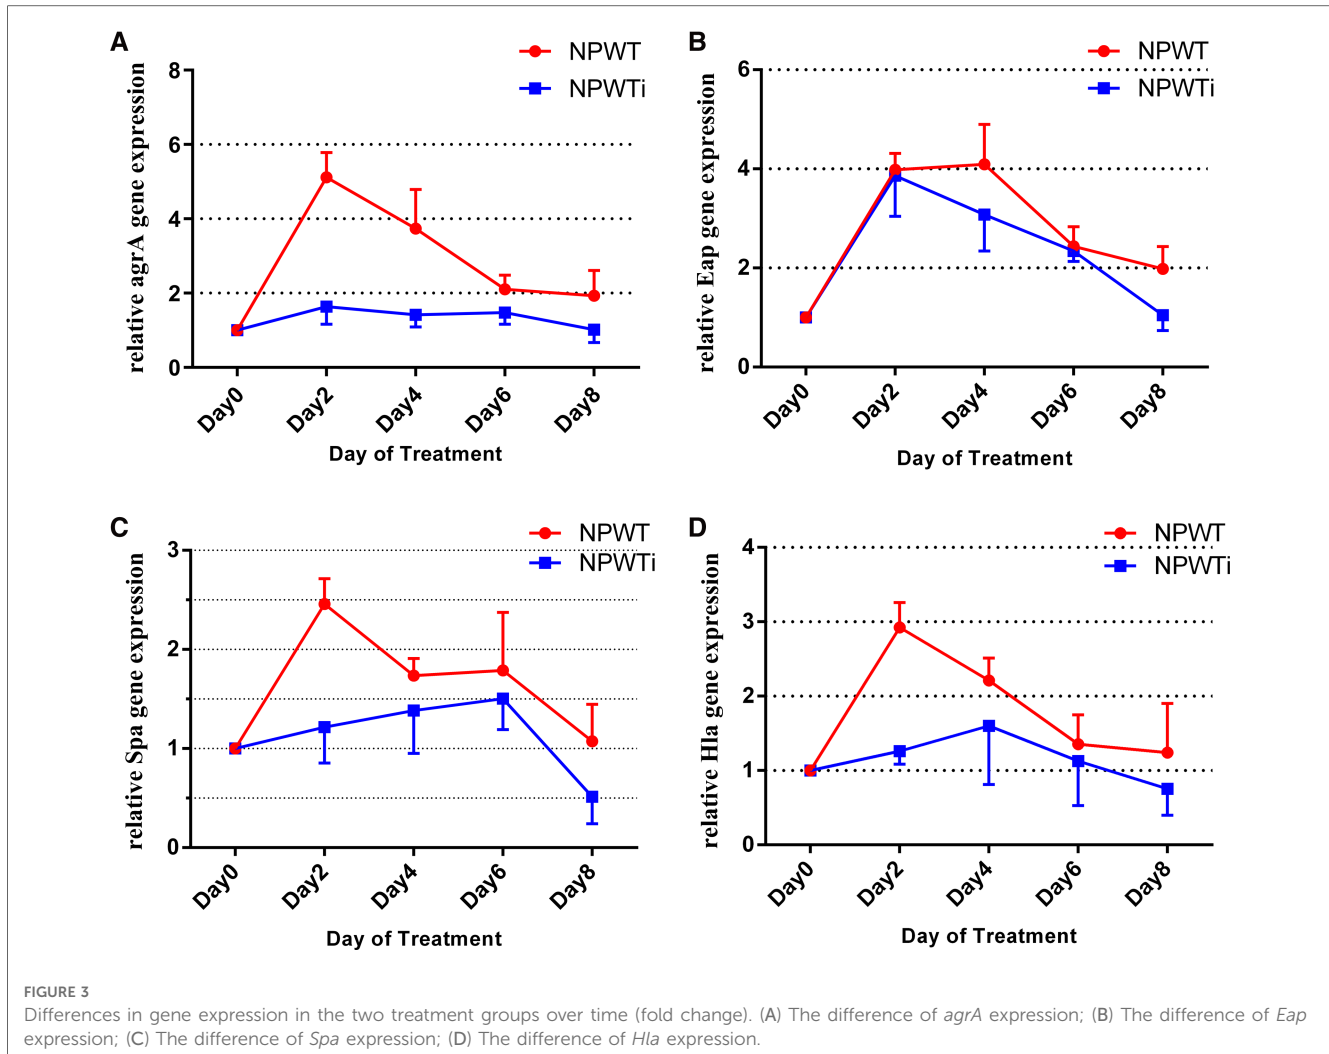 A
NPWT
NPWTi
relative agrA gene expression
8
6
4
2
0
Day0
Day2
Day4
Day6
Day8
Day of Treatment
B
NPWT
NPWTi
relative Eap gene expression
6
4
2
0
Day0
Day2
Day4
Day6
Day8
Day of Treatment
C
NPWT
NPWTi
relative Spa gene expression
3
2
1
0
Day0
Day2
Day4
Day6
Day8
Day of Treatment
D
NPWT
NPWTi
relative Hla gene expression
4
3
2
1
0
Day0
Day2
Day4
Day6
Day8
Day of Treatment
FIGURE 3
Differences in gene expression in the two treatment groups over time (fold change). (A) The difference of agrA expression; (B) The difference of Eap
expression; (C) The difference of Spa expression; (D) The difference of Hla expression.